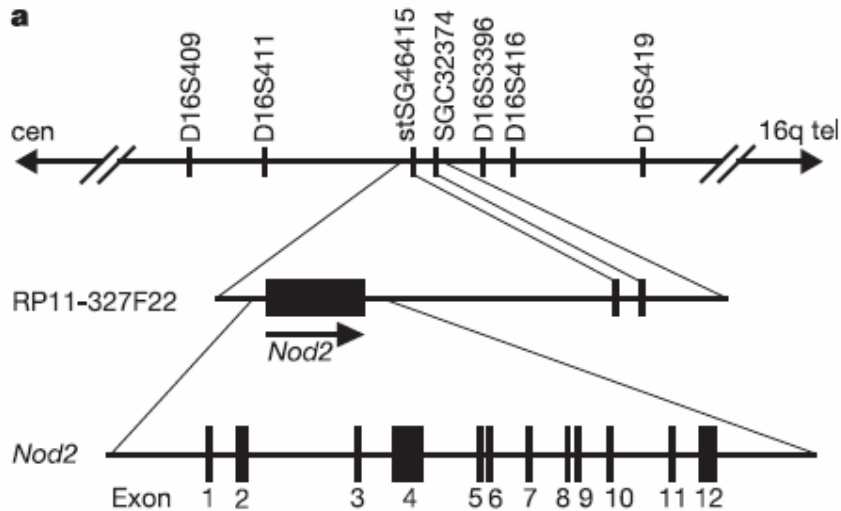 a
D16S409
D16S411
stSG46415
SGC32374
D16S3396
D16S416
D16S419
cen
16q tel
RP11-327F22
Nod2
Nod2
Exon 1 2 3 4 5 6 7 8 9 10 11 12